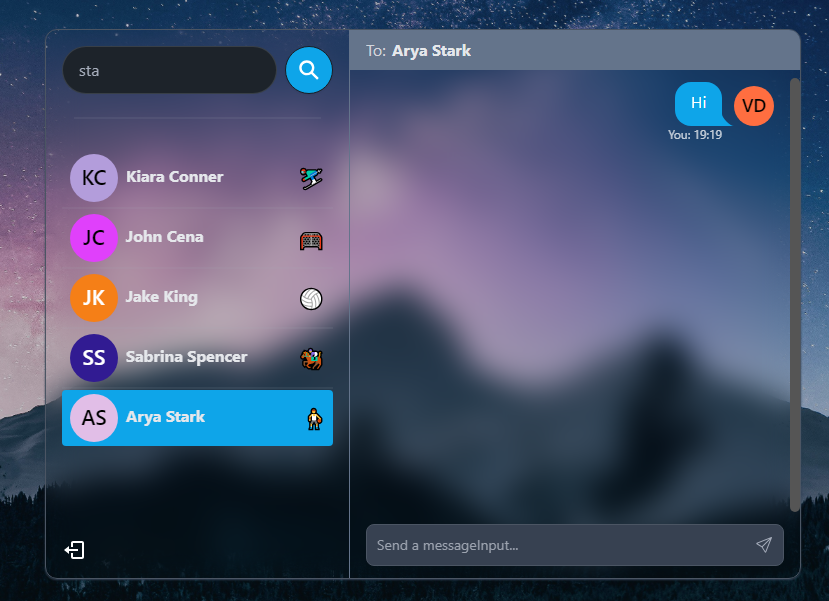 sta
KC Kiara Conner
JC John Cena
JK Jake King
SS Sabrina Spencer
AS Arya Stark
To: Arya Stark
Hi
VD
You: 19:19
Send a messageInput...